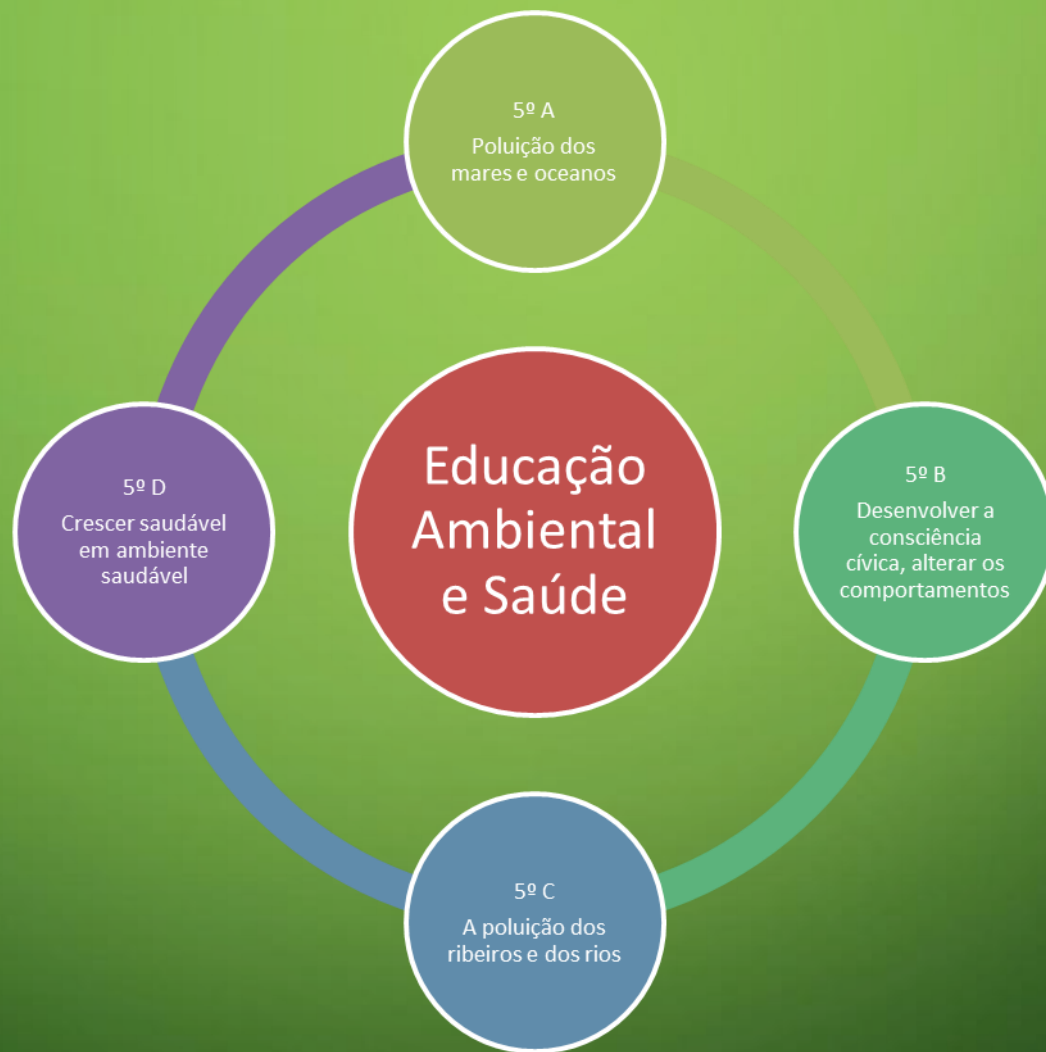 5º A
Poluição dos
mares e oceanos
Educação
Ambiental
e Saúde
5º B
Desenvolver a
consciência
cívica, alterar os
comportamentos
5º C
A poluição dos
ribeiros e dos rios
5º D
Crescer saudável
em ambiente
saudável